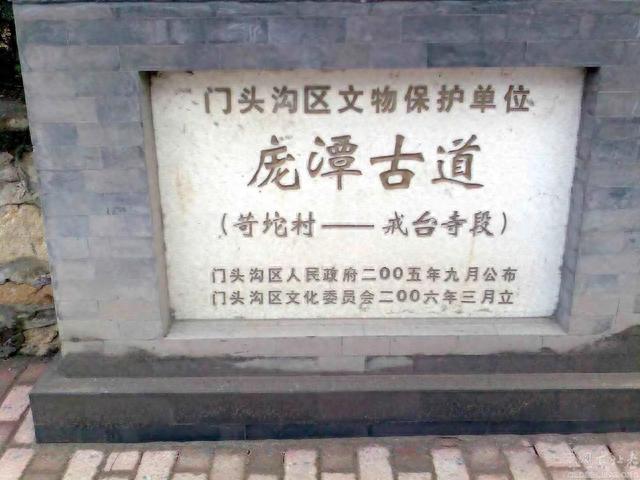 门头沟区文物保护单位
庞潭古道
（苛坨村——戒台寺段）
门头沟区人民政府二00五年九月公布
门头沟区文化委员会二00六年三月立